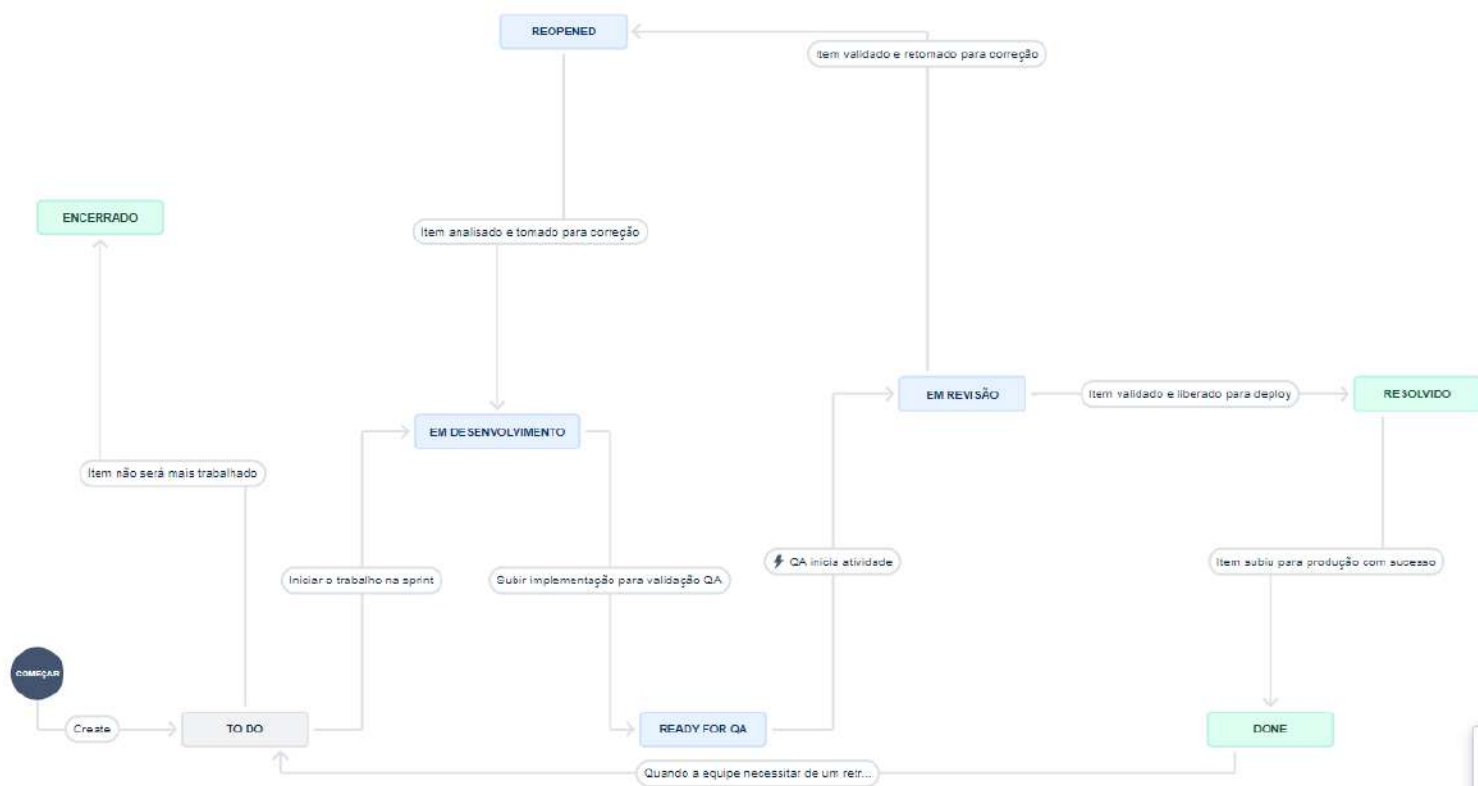 REOPENED
Item validado e retornado para correção
ENCERRADO
Item analisado e tomado para correção
EM REVISÃO
Item validado e liberado para deploy
RESOLVIDO
EM DESENVOLVIMENTO
Item não será mais trabalhado
Iniciar o trabalho na sprint
Subir implementação para validação QA
QA inicia atividade
Item subiu para produção com sucesso
COMEÇAR
Create
TO DO
READY FOR QA
DONE
Quando a equipe necessitar de um retr...